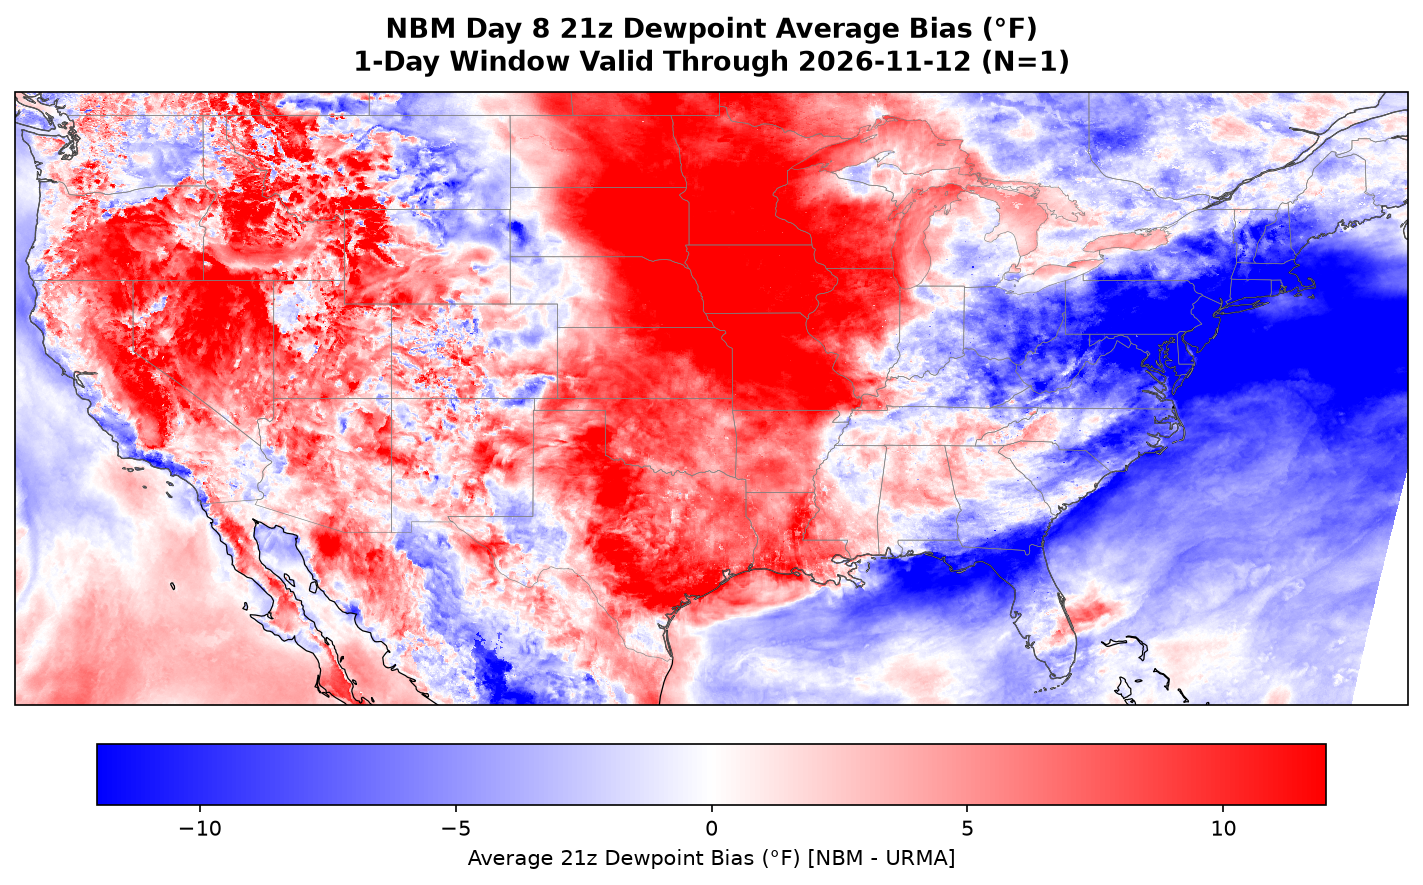 NBM Day 8 21z Dewpoint Average Bias (°F)
1-Day Window Valid Through 2026-11-12 (N=1)
−10 −5 0 5 10
Average 21z Dewpoint Bias (°F) [NBM - URMA]